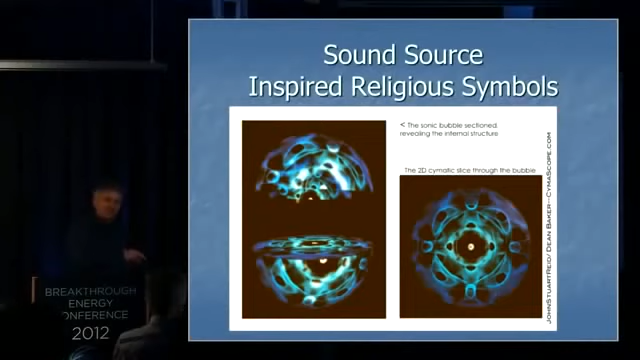 Sound Source
Inspired Religious Symbols
< The sonic bubble sectioned,
revealing the internal structure
The 2D cymatic slice through the bubble
JohnStuartReid/ Dean Baker--CymaScope.com
BREAKTHROUGH
ENERGY
CONFERENCE
2012